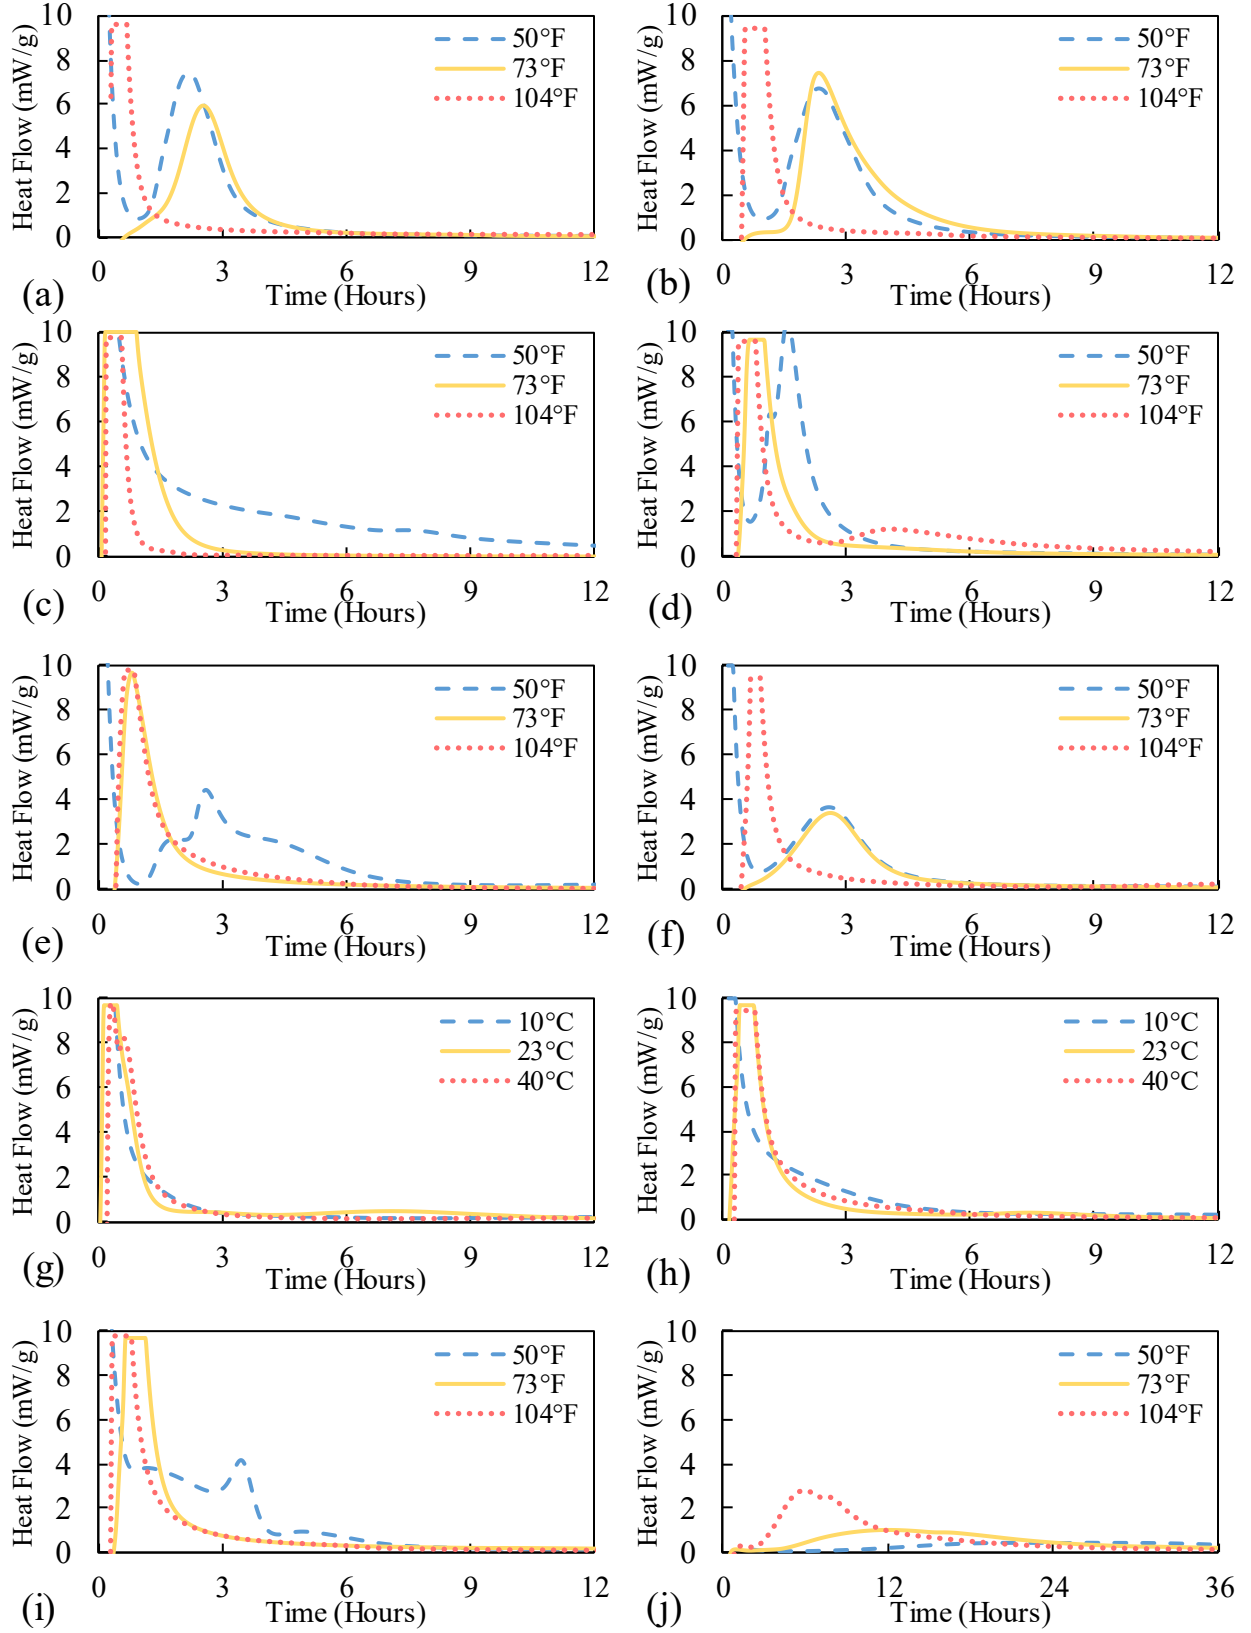 10
8
6
4
2
0
Heat Flow (mW/g)
50°F
73°F
104°F
0 3 6 9 12
Time (Hours)
(a)
10
8
6
4
2
0
Heat Flow (mW/g)
50°F
73°F
104°F
0 3 6 9 12
Time (Hours)
(b)
10
8
6
4
2
0
Heat Flow (mW/g)
50°F
73°F
104°F
0 3 6 9 12
Time (Hours)
(c)
10
8
6
4
2
0
Heat Flow (mW/g)
50°F
73°F
104°F
0 3 6 9 12
Time (Hours)
(d)
10
8
6
4
2
0
Heat Flow (mW/g)
50°F
73°F
104°F
0 3 6 9 12
Time (Hours)
(e)
10
8
6
4
2
0
Heat Flow (mW/g)
50°F
73°F
104°F
0 3 6 9 12
Time (Hours)
(f)
10
8
6
4
2
0
Heat Flow (mW/g)
10°C
23°C
40°C
0 3 6 9 12
Time (Hours)
(g)
10
8
6
4
2
0
Heat Flow (mW/g)
10°C
23°C
40°C
0 3 6 9 12
Time (Hours)
(h)
10
8
6
4
2
0
Heat Flow (mW/g)
50°F
73°F
104°F
0 3 6 9 12
Time (Hours)
(i)
10
8
6
4
2
0
Heat Flow (mW/g)
50°F
73°F
104°F
0 12 24 36
Time (Hours)
(j)